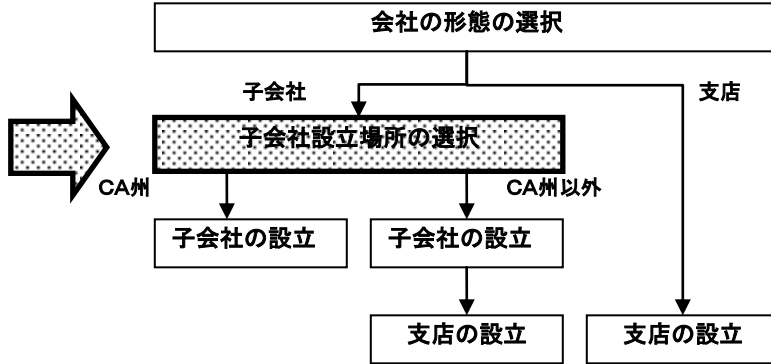 会社の形態の選択
子会社
支店
子会社設立場所の選択
CA州
CA州以外
子会社の設立
子会社の設立
支店の設立
支店の設立